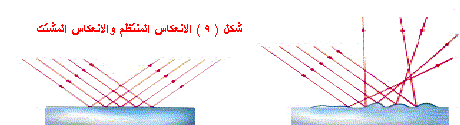 شكل ( ٩ ) الانعكاس المنتظم والانعكاس المشتت